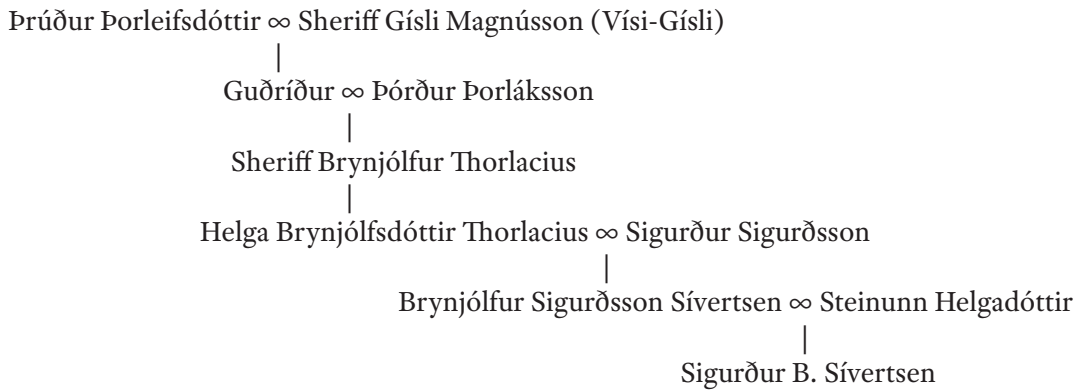 Þrúður Þorleifsdóttir ∞ Sheriff Gísli Magnússon (Vísi-Gísli)
Guðríður ∞ Þórður Þorláksson
Sheriff Brynjólfur Thorlacius
Helga Brynjólfsdóttir Thorlacius ∞ Sigurður Sigurðsson
Brynjólfur Sigurðsson Sívertsen ∞ Steinunn Helgadóttir
Sigurður B. Sívertsen